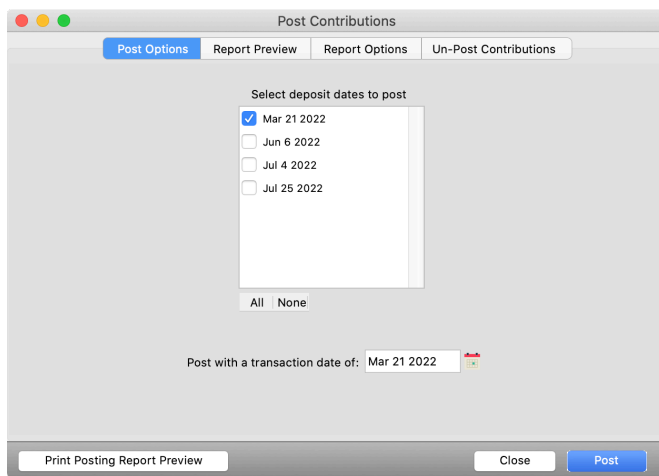 Post Contributions
Post Options Report Preview Report Options Un-Post Contributions
Select deposit dates to post
Mar 21 2022
Jun 6 2022
Jul 4 2022
Jul 25 2022
All None
Post with a transaction date of: Mar 21 2022
Print Posting Report Preview Close Post